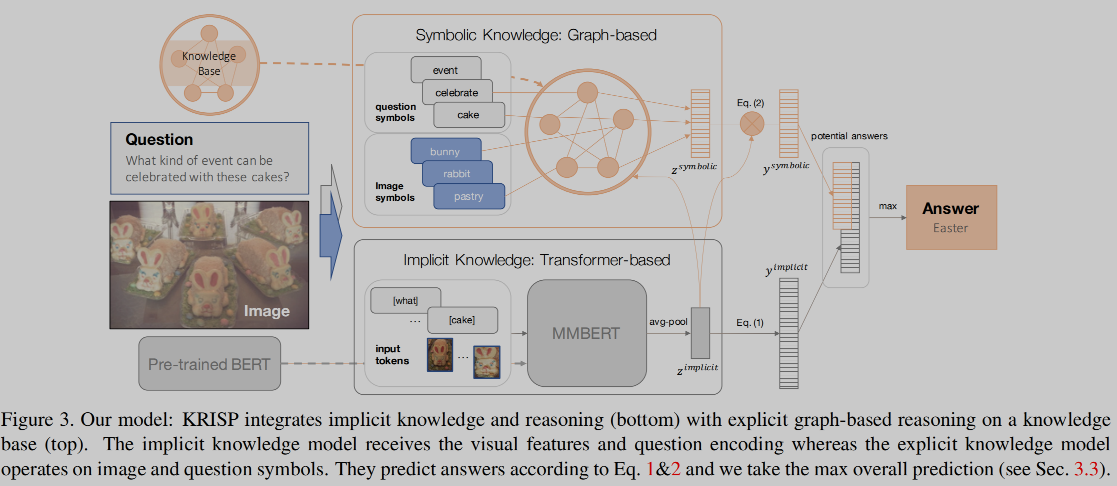 Knowledge
Base
Symbolic Knowledge: Graph-based
event
celebrate
cake
question
symbols
bunny
rabbit
pastry
Image
symbols
z^symbolic
Eq. (2)
y^symbolic
potential answers
max
Answer
Easter
Question
What kind of event can be
celebrated with these cakes?
Image
Pre-trained BERT
Implicit Knowledge: Transformer-based
[what]
...
[cake]
input
tokens
...
MMBERT
avg-pool
z^implicit
Eq. (1)
y^implicit
Figure 3. Our model: KRISP integrates implicit knowledge and reasoning (bottom) with explicit graph-based reasoning on a knowledge
base (top). The implicit knowledge model receives the visual features and question encoding whereas the explicit knowledge model
operates on image and question symbols. They predict answers according to Eq. 1&2 and we take the max overall prediction (see Sec. 3.3).